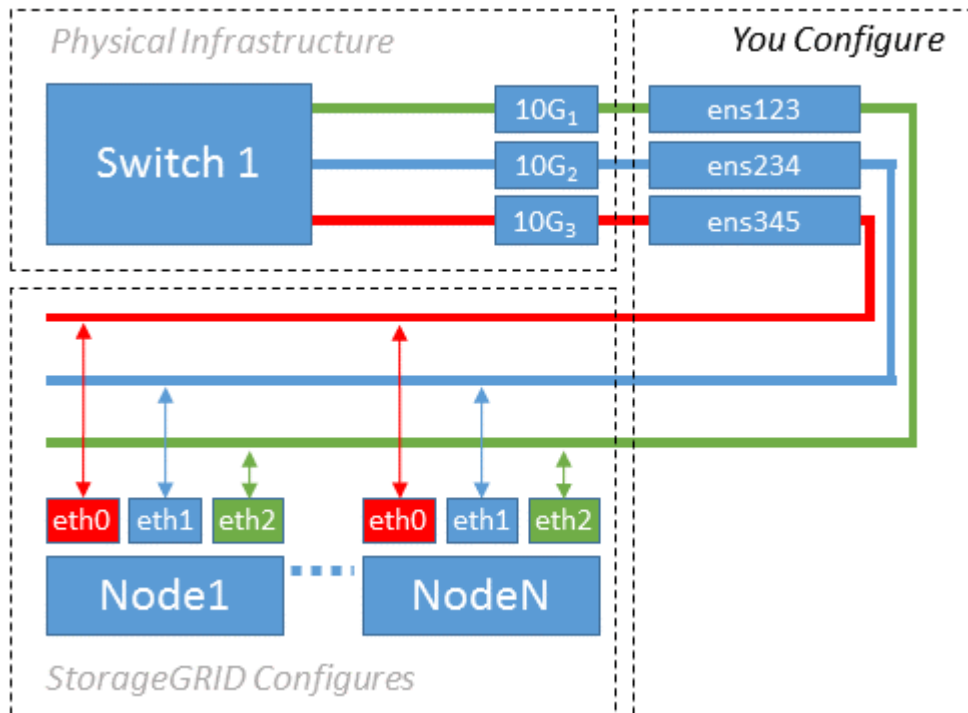 Physical Infrastructure
You Configure
Switch 1
10G₁
ens123
10G₂
ens234
10G₃
ens345
eth0
eth1
eth2
eth0
eth1
eth2
Node1
NodeN
StorageGRID Configures